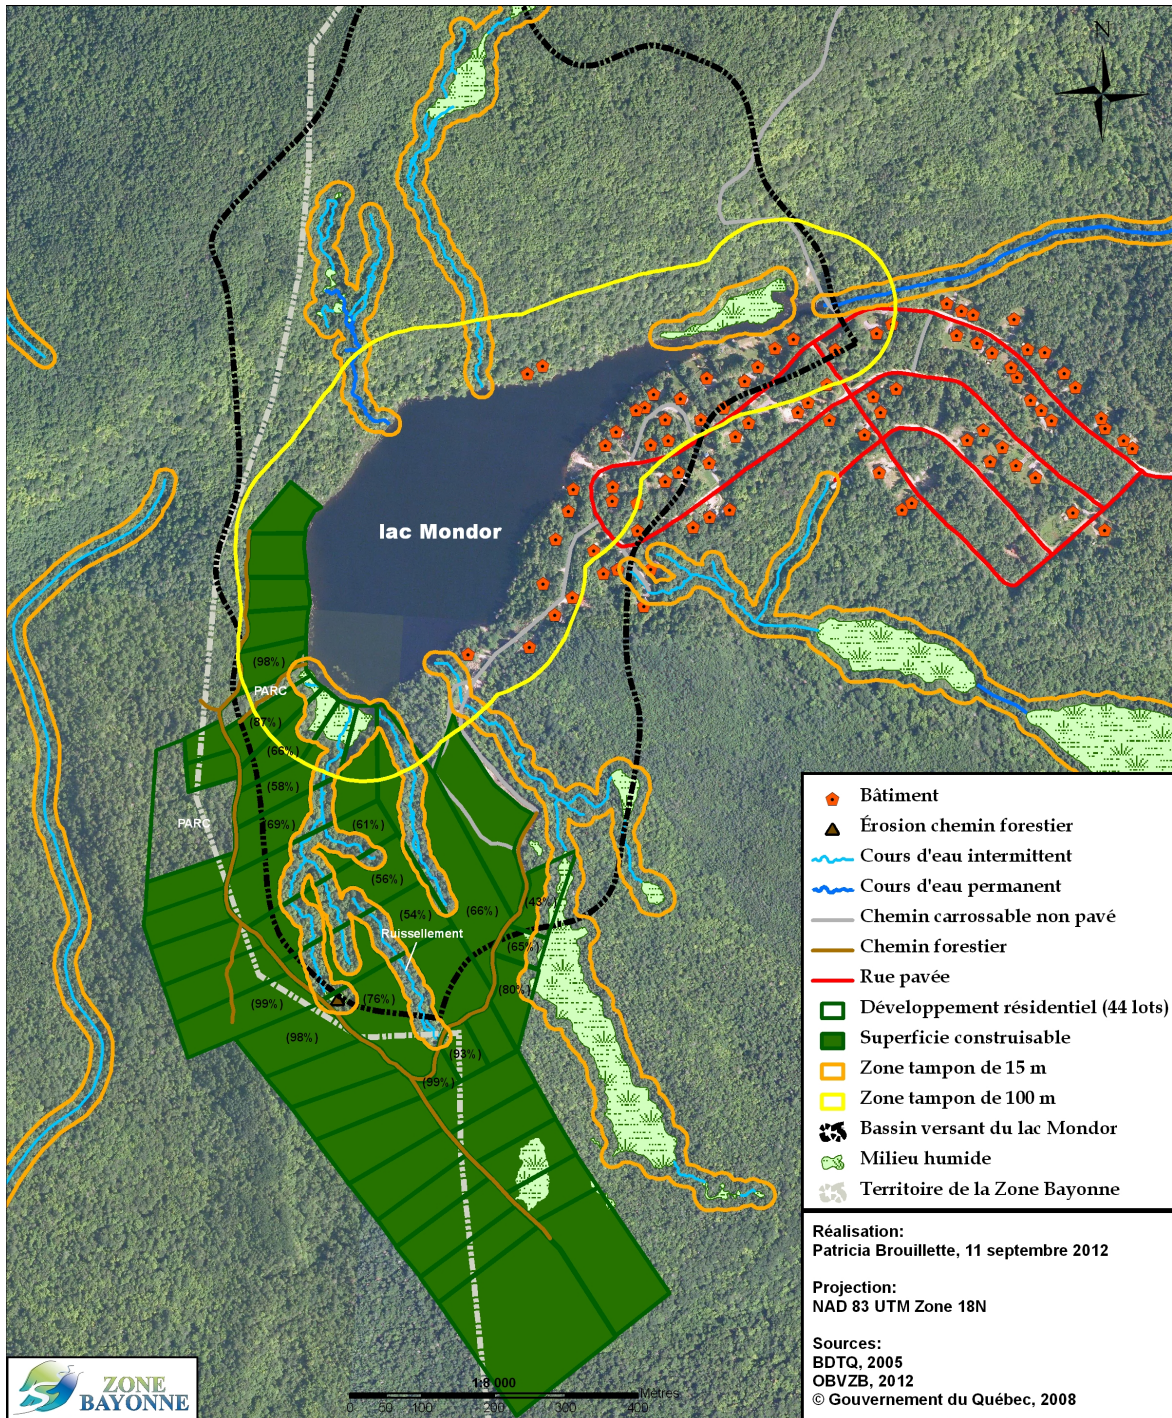 N
lac Mondor
(98%)
PARC
(87%)
(66%)
(58%)
PARC
(69%)
(61%)
(56%)
(54%)
(66%)
(43%)
Ruissellement
(65%)
(80%)
(99%)
(76%)
(98%)
(93%)
(99%)
Bâtiment
Érosion chemin forestier
Cours d'eau intermittent
Cours d'eau permanent
Chemin carrossable non pavé
Chemin forestier
Rue pavée
Développement résidentiel (44 lots)
Superficie construisable
Zone tampon de 15 m
Zone tampon de 100 m
Bassin versant du lac Mondor
Milieu humide
Territoire de la Zone Bayonne
Réalisation:
Patricia Brouillette, 11 septembre 2012
Projection:
NAD 83 UTM Zone 18N
Sources:
BDTQ, 2005
OBVZB, 2012
© Gouvernement du Québec, 2008
ZONE
BAYONNE
1:8 000
Mètres
0 50 100 200 300 400